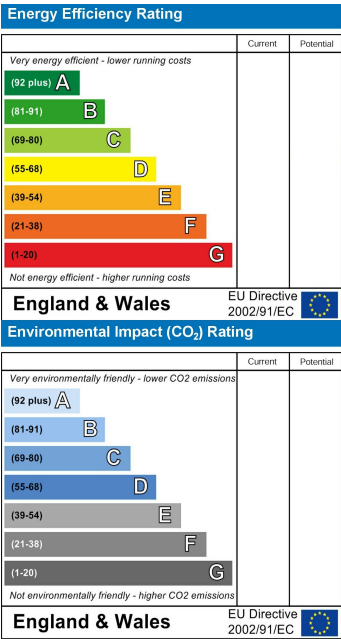 Energy Efficiency Rating
Current Potential
Very energy efficient - lower running costs
(92 plus) A
(81-91) B
(69-80) C
(55-68) D
(39-54) E
(21-38) F
(1-20) G
Not energy efficient - higher running costs
England & Wales
EU Directive
2002/91/EC
Environmental Impact (CO₂) Rating
Current Potential
Very environmentally friendly - lower CO2 emissions
(92 plus) A
(81-91) B
(69-80) C
(55-68) D
(39-54) E
(21-38) F
(1-20) G
Not environmentally friendly - higher CO2 emissions
England & Wales
EU Directive
2002/91/EC